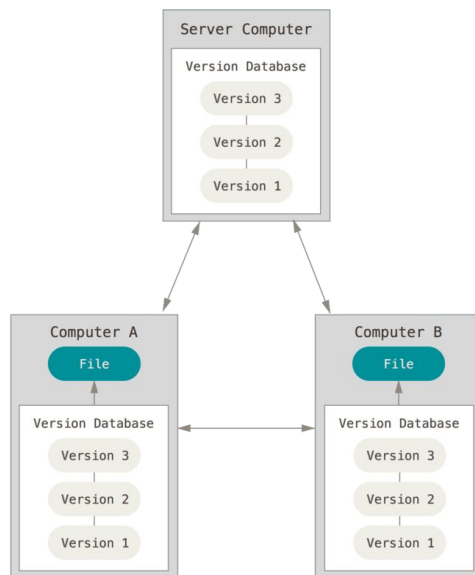 Server Computer
Version Database
Version 3
Version 2
Version 1
Computer A
File
Version Database
Version 3
Version 2
Version 1
Computer B
File
Version Database
Version 3
Version 2
Version 1